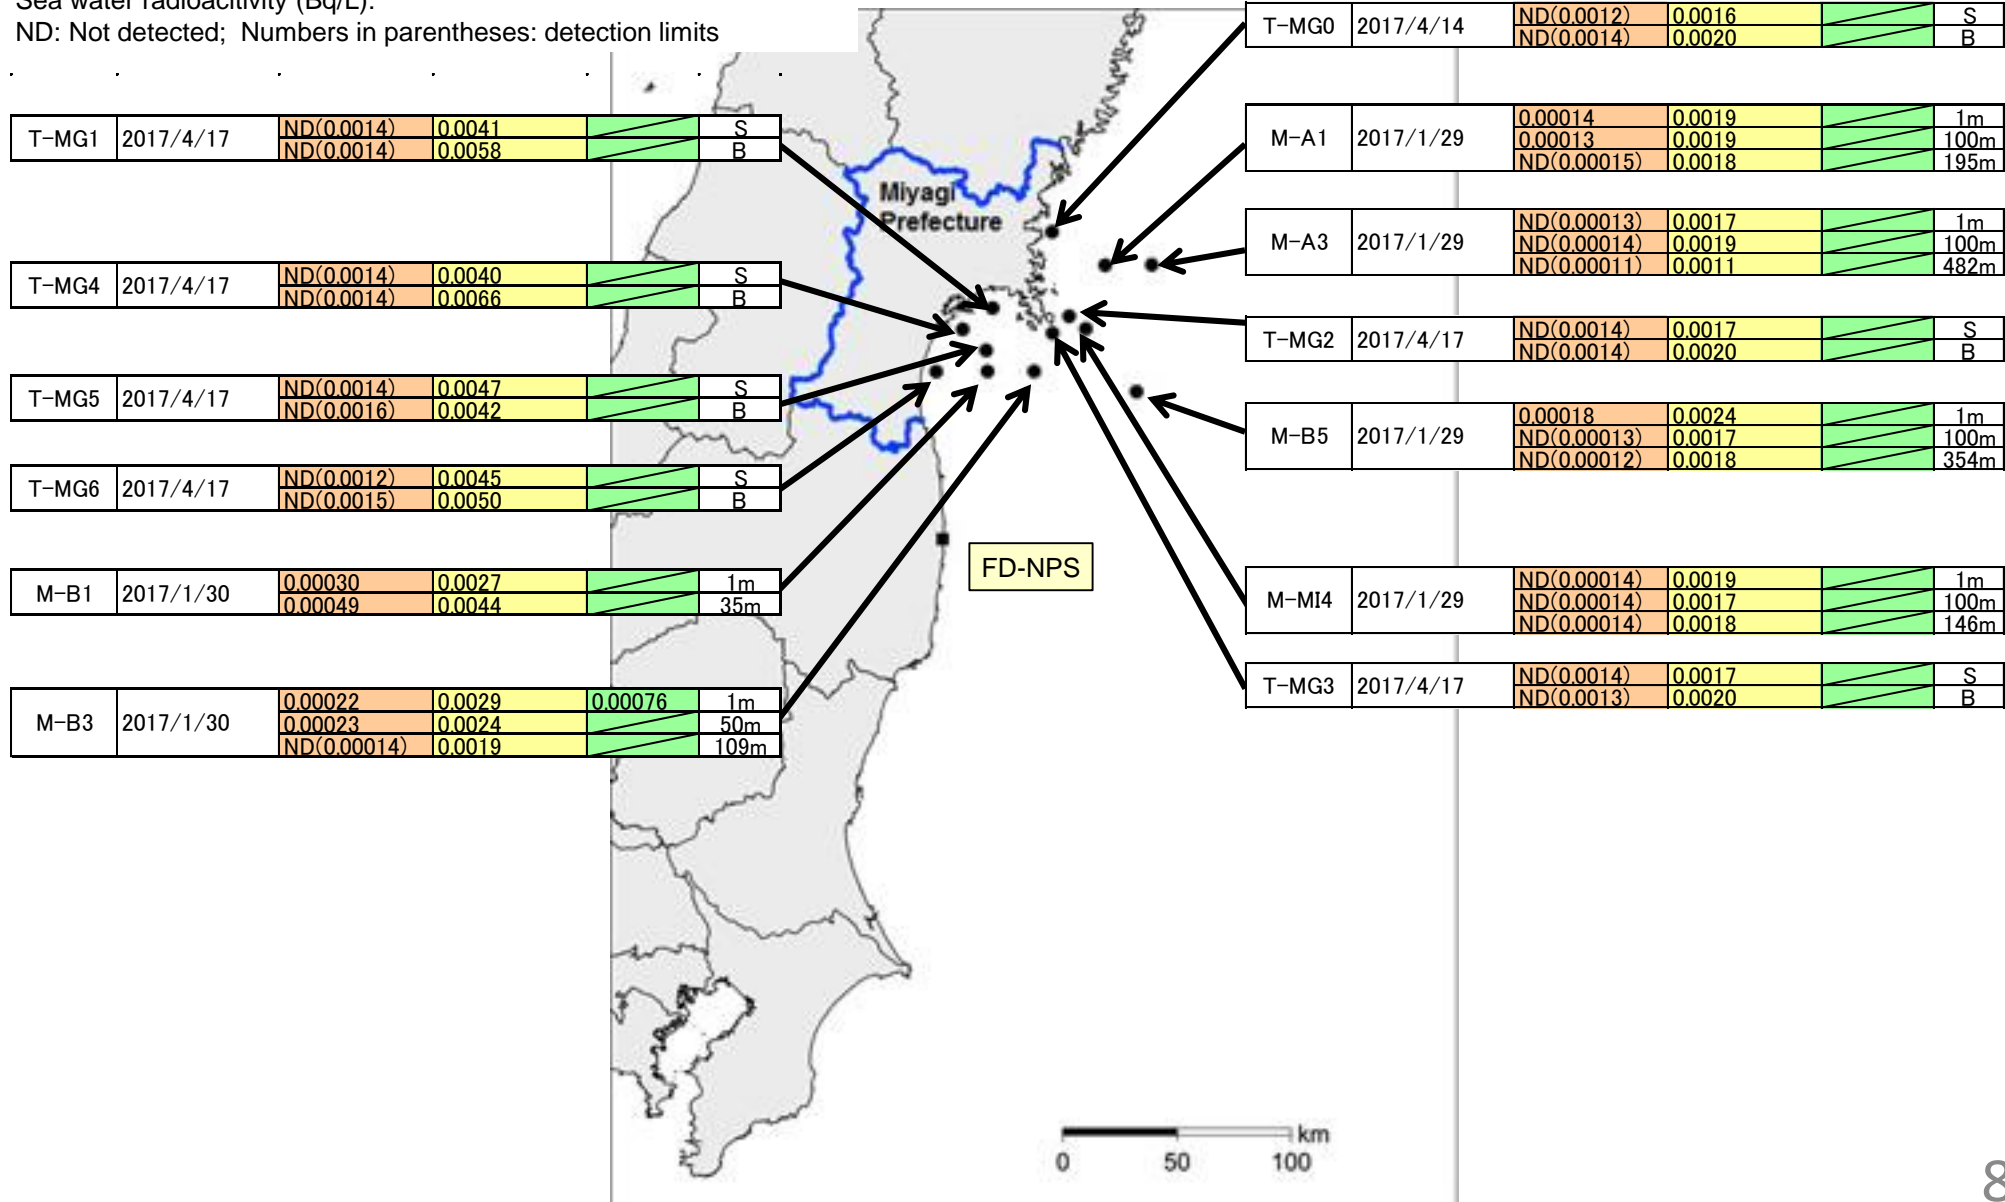 Sea water radioacitivity (Bq/L).
ND: Not detected; Numbers in parentheses: detection limits
T-MG1 2017/4/17 ND(0.0014) 0.0041 S
ND(0.0014) 0.0058 B
T-MG4 2017/4/17 ND(0.0014) 0.0040 S
ND(0.0014) 0.0066 B
T-MG5 2017/4/17 ND(0.0014) 0.0047 S
ND(0.0016) 0.0042 B
T-MG6 2017/4/17 ND(0.0012) 0.0045 S
ND(0.0015) 0.0050 B
M-B1 2017/1/30 0.00030 0.0027 1m
0.00049 0.0044 35m
M-B3 2017/1/30 0.00022 0.0029 0.00076 1m
0.00023 0.0024 50m
ND(0.00014) 0.0019 109m
Miyagi
Prefecture
FD-NPS
T-MG0 2017/4/14 ND(0.0012) 0.0016 S
ND(0.0014) 0.0020 B
M-A1 2017/1/29 0.00014 0.0019 1m
0.00013 0.0019 100m
ND(0.00015) 0.0018 195m
M-A3 2017/1/29 ND(0.00013) 0.0017 1m
ND(0.00014) 0.0019 100m
ND(0.00011) 0.0011 482m
T-MG2 2017/4/17 ND(0.0014) 0.0017 S
ND(0.0014) 0.0020 B
M-B5 2017/1/29 0.00018 0.0024 1m
ND(0.00013) 0.0017 100m
ND(0.00012) 0.0018 354m
M-MI4 2017/1/29 ND(0.00014) 0.0019 1m
ND(0.00014) 0.0017 100m
ND(0.00014) 0.0018 146m
T-MG3 2017/4/17 ND(0.0014) 0.0017 S
ND(0.0013) 0.0020 B
km
0 50 100
8